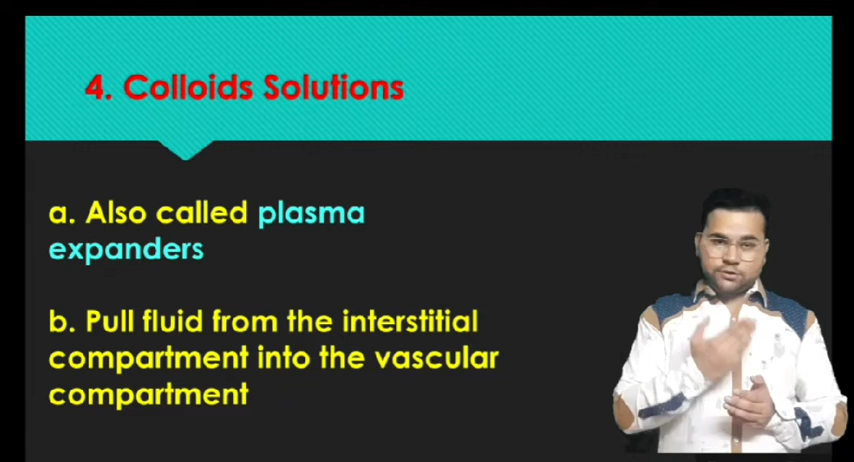 4. Colloids Solutions
a. Also called plasma
expanders
b. Pull fluid from the interstitial
compartment into the vascular
compartment